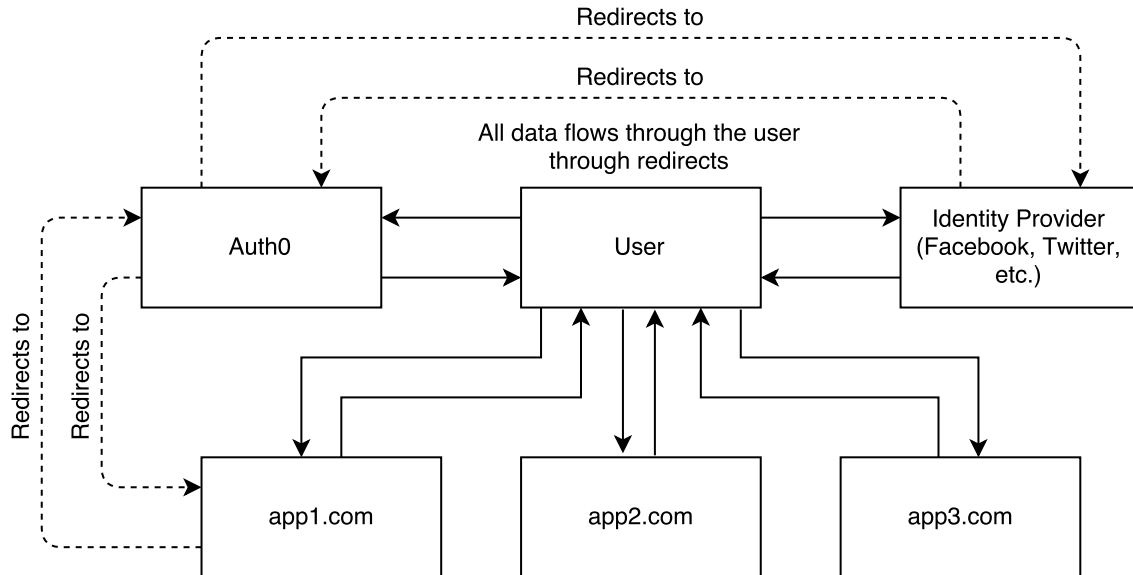 Redirects to
Redirects to
All data flows through the user
through redirects
Auth0
User
Identity Provider
(Facebook, Twitter,
etc.)
Redirects to
Redirects to
app1.com
app2.com
app3.com